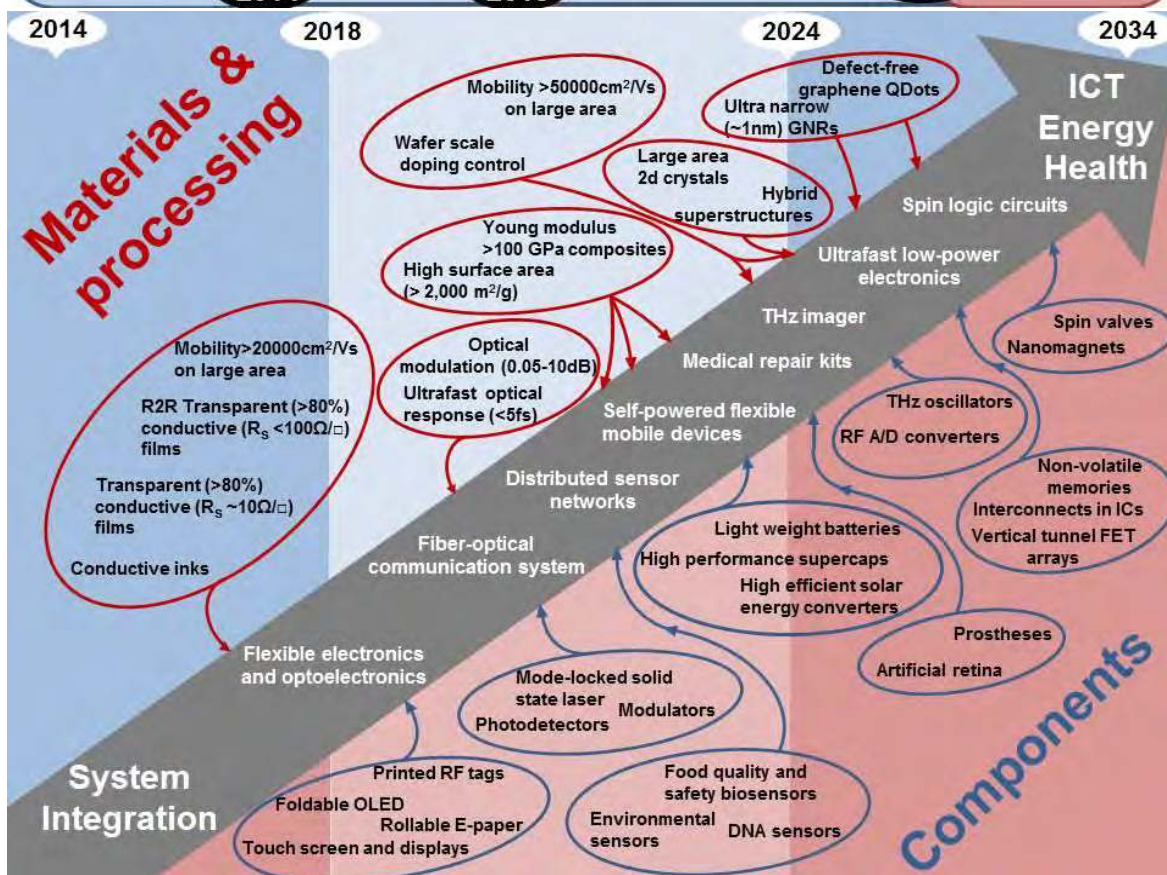 2014
2018
2024
2034
Materials &
processing
Mobility >50000cm²/Vs
on large area
Wafer scale
doping control
Defect-free
graphene QDots
Ultra narrow
(~1nm) GNRs
Large area
2d crystals
Hybrid
superstructures
Young modulus
>100 GPa composites
High surface area
(> 2,000 m²/g)
Optical
modulation (0.05-10dB)
Ultrafast optical
response (<5fs)
Mobility>20000cm²/Vs
on large area
R2R Transparent (>80%)
conductive (Rs <100Ω/□)
films
Transparent (>80%)
conductive (Rs ~10Ω/□)
films
Conductive inks
ICT
Energy
Health
Spin logic circuits
Ultrafast low-power
electronics
THz imager
Medical repair kits
Self-powered flexible
mobile devices
Distributed sensor
networks
Fiber-optical
communication system
Flexible electronics
and optoelectronics
System
Integration
Spin valves
Nanomagnets
THz oscillators
RF A/D converters
Non-volatile
memories
Interconnects in ICs
Vertical tunnel FET
arrays
Light weight batteries
High performance supercaps
High efficient solar
energy converters
Prostheses
Artificial retina
Mode-locked solid
state laser
Modulators
Photodetectors
Food quality and
safety biosensors
Environmental
sensors
DNA sensors
Printed RF tags
Foldable OLED
Rollable E-paper
Touch screen and displays
Components